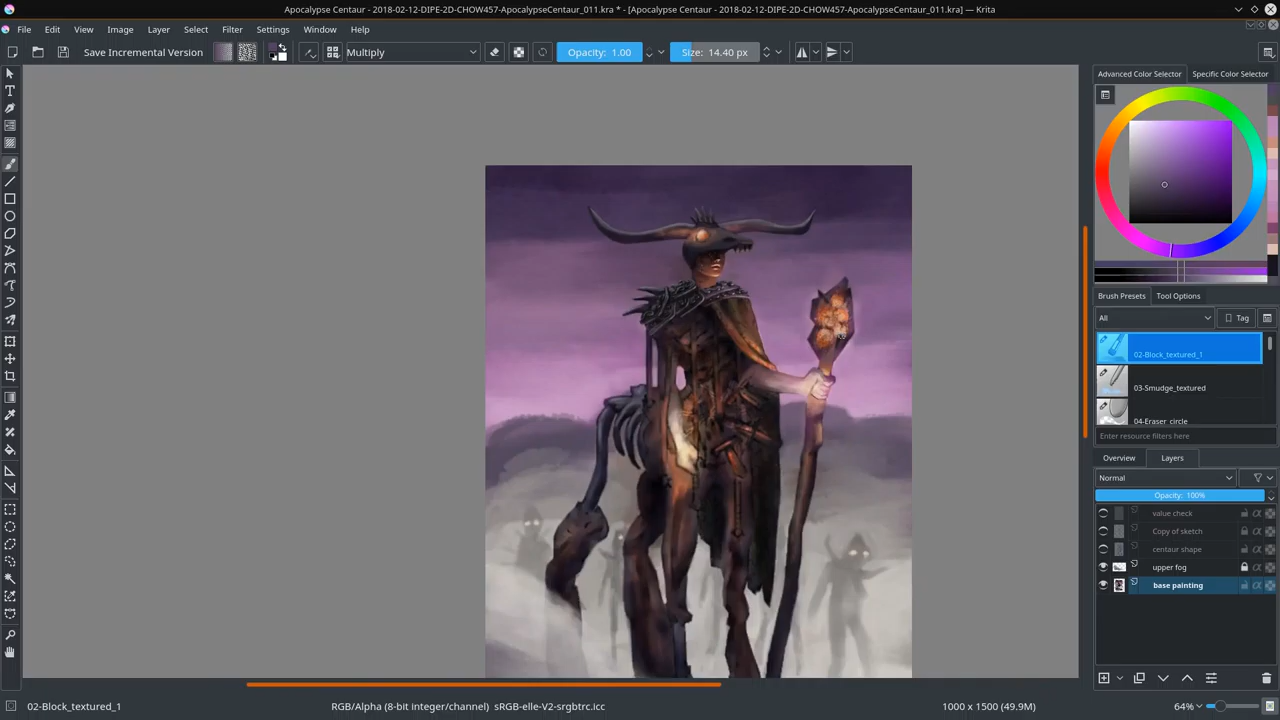 Apocalypse Centaur - 2018-02-12-DIPE-2D-CHOW457-ApocalypseCentaur_011.kra * - [Apocalypse Centaur - 2018-02-12-DIPE-2D-CHOW457-ApocalypseCentaur_011.kra] — Krita
File Edit View Image Layer Select Filter Settings Window Help
Save Incremental Version Multiply Opacity: 1.00 Size: 14.40 px
Advanced Color Selector Specific Color Selector
Brush Presets Tool Options
All Tag
02-Block_textured_1
03-Smudge_textured
04-Eraser circle
Enter resource filters here
Overview Layers
Normal
Opacity: 100%
value check
Copy of sketch
centaur shape
upper fog
base painting
02-Block_textured_1 RGB/Alpha (8-bit integer/channel) sRGB-elle-V2-srgbtrc.icc 1000 x 1500 (49.9M) 64%